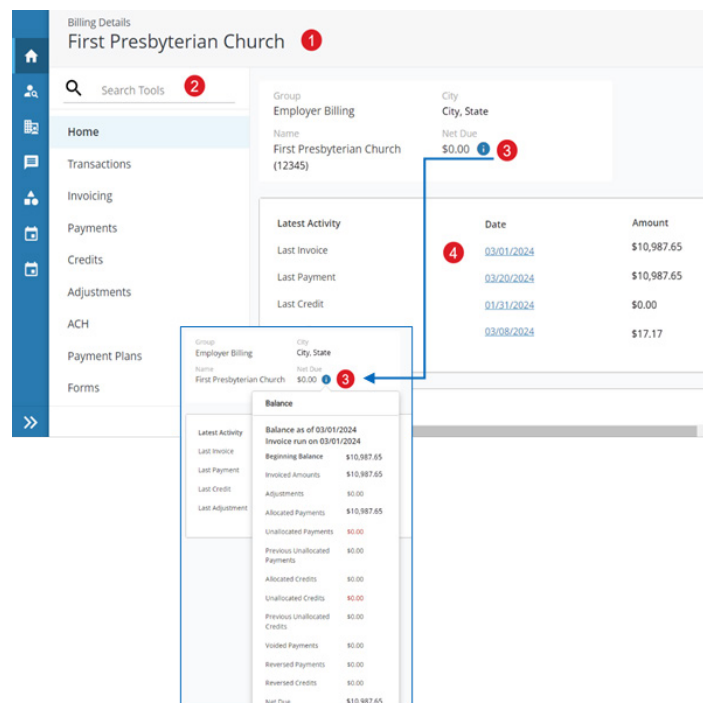 Billing Details
First Presbyterian Church 1
Search Tools 2
Home
Transactions
Invoicing
Payments
Credits
Adjustments
ACH
Payment Plans
Forms
Group
Employer Billing
City
City, State
Name
First Presbyterian Church
(12345)
Net Due
$0.00 i 3
Latest Activity Date Amount
Last Invoice 4 03/01/2024 $10,987.65
Last Payment 03/20/2024 $10,987.65
Last Credit 01/31/2024 $0.00
03/08/2024 $17.17
Group
Employer Billing
City
City, State
Name
First Presbyterian Church
Net Due
$0.00 i 3
Latest Activity
Last Invoice
Last Payment
Last Credit
Last Adjustment
Balance
Balance as of 03/01/
2024
Invoice run on 03/01/
2024
Beginning Balance $10,987.65
Invoiced Amounts $10,987.65
Adjustments $0.00
Allocated Payments $10,987.65
Unallocated Payments $0.00
Previous Unallocated $0.00
Payments
Allocated Credits $0.00
Unallocated Credits $0.00
Previous Unallocated $0.00
Credits
Voided Payments $0.00
Reversed Payments $0.00
Reversed Credits $0.00
Net Due $10,987.65